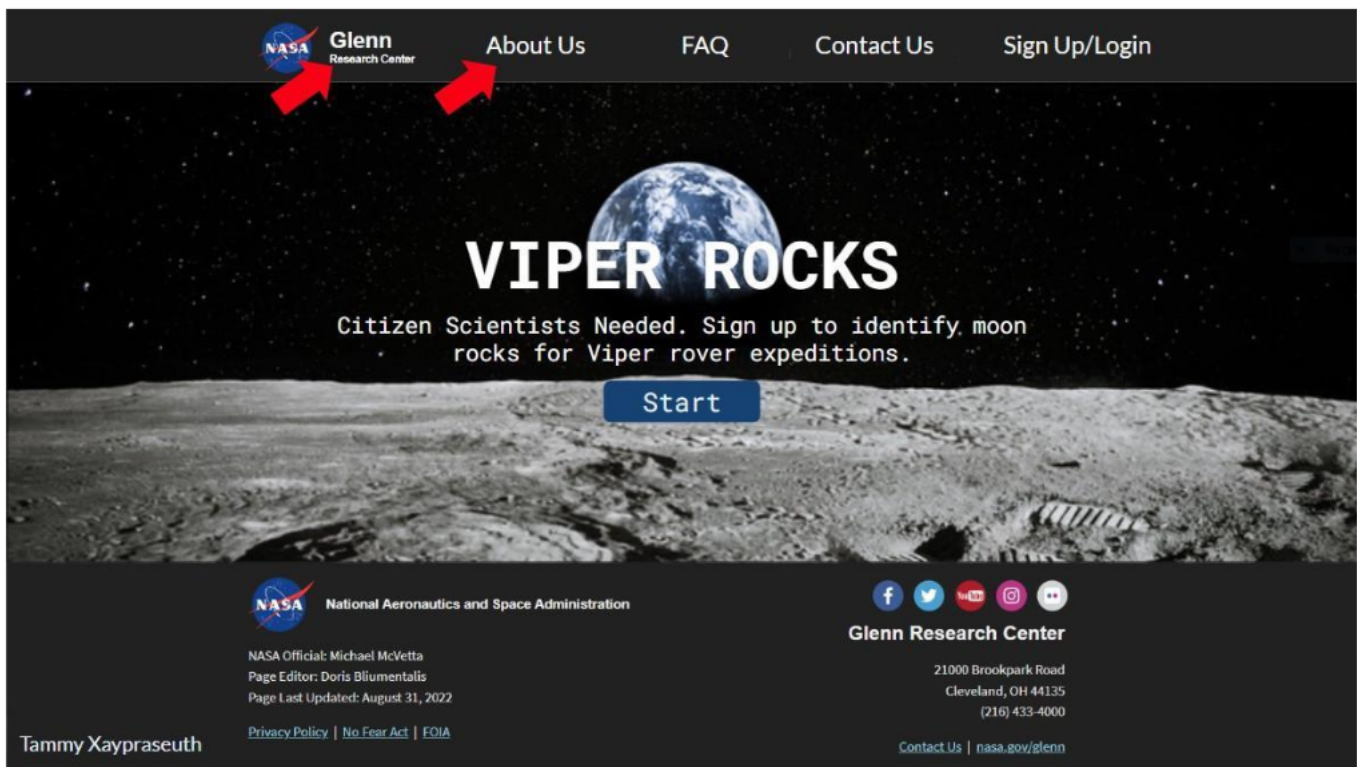 NASA
Glenn
Research Center
About Us
FAQ
Contact Us
Sign Up/Login
VIPER ROCKS
Citizen Scientists Needed. Sign up to identify moon
rocks for Viper rover expeditions.
Start
NASA
National Aeronautics and Space Administration
NASA Official: Michael McVetta
Page Editor: Doris Bliumentalis
Page Last Updated: August 31, 2022
Privacy Policy | No Fear Act | FOIA
f
You Tube
Glenn Research Center
21000 Brookpark Road
Cleveland, OH 44135
(216) 433-4000
Contact Us | nasa.gov/glenn
Tammy Xaypraseuth